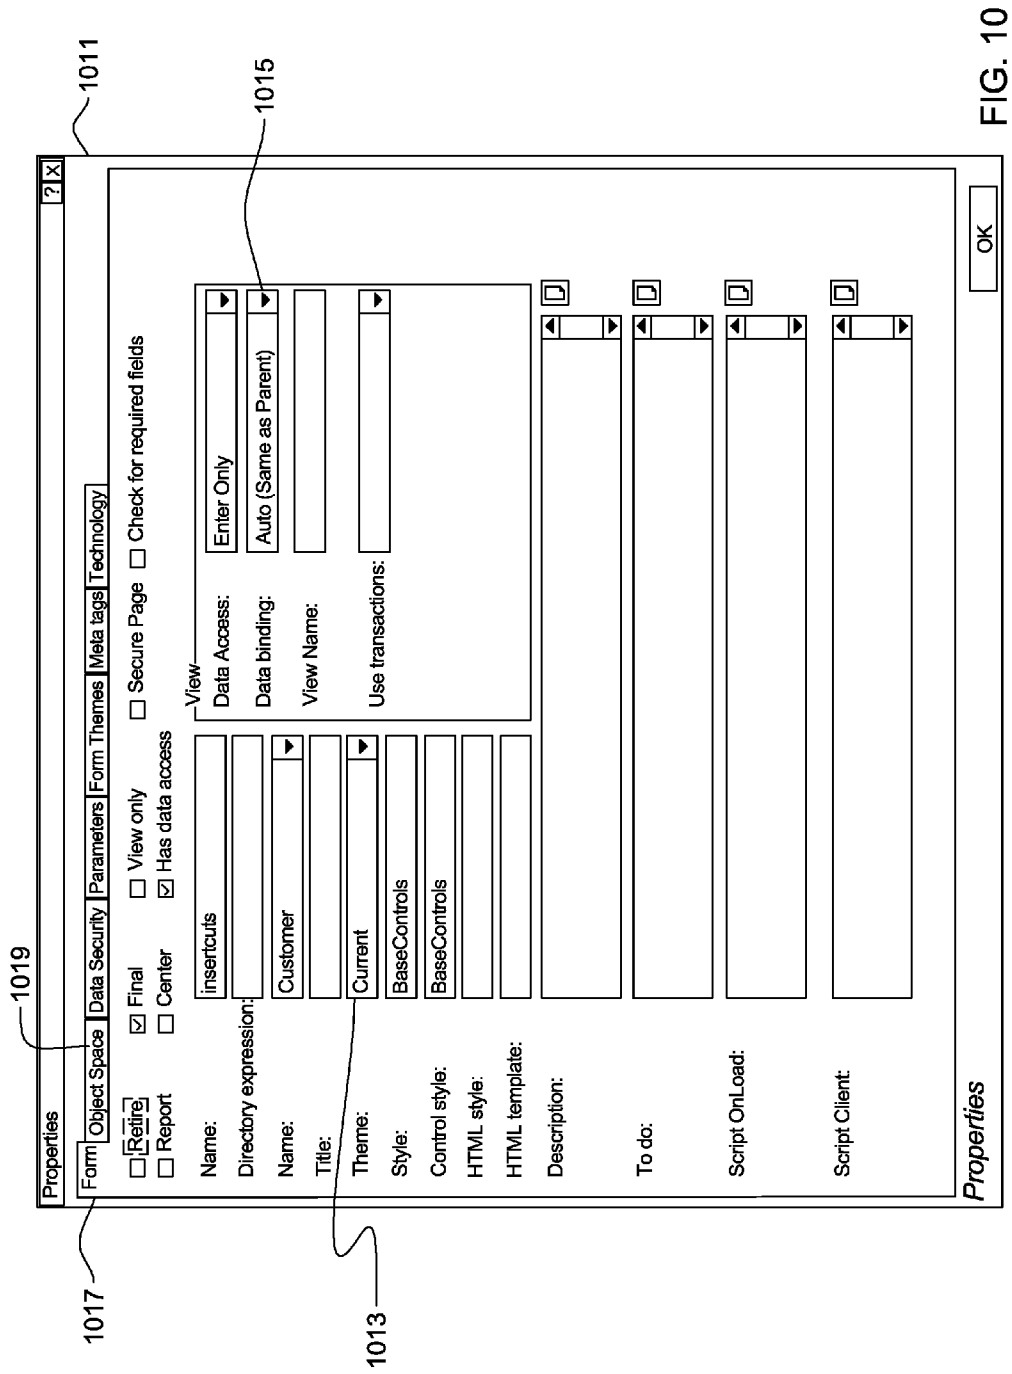 1011
1015
1019
1017
1013
Properties
? X
Form Object Space Data Security Parameters Form Themes Meta tags Technology
Retire Final View only Secure Page Check for required fields
Report Center Has data access
Name: insertcuts
Directory expression:
Name: Customer
Title:
Theme: Current
Style: BaseControls
Control style: BaseControls
HTML style:
HTML template:
View
Data Access: Enter Only
Data binding: Auto (Same as Parent)
View Name:
Use transactions:
Description:
To do:
Script OnLoad:
Script Client:
Properties
OK
FIG. 10